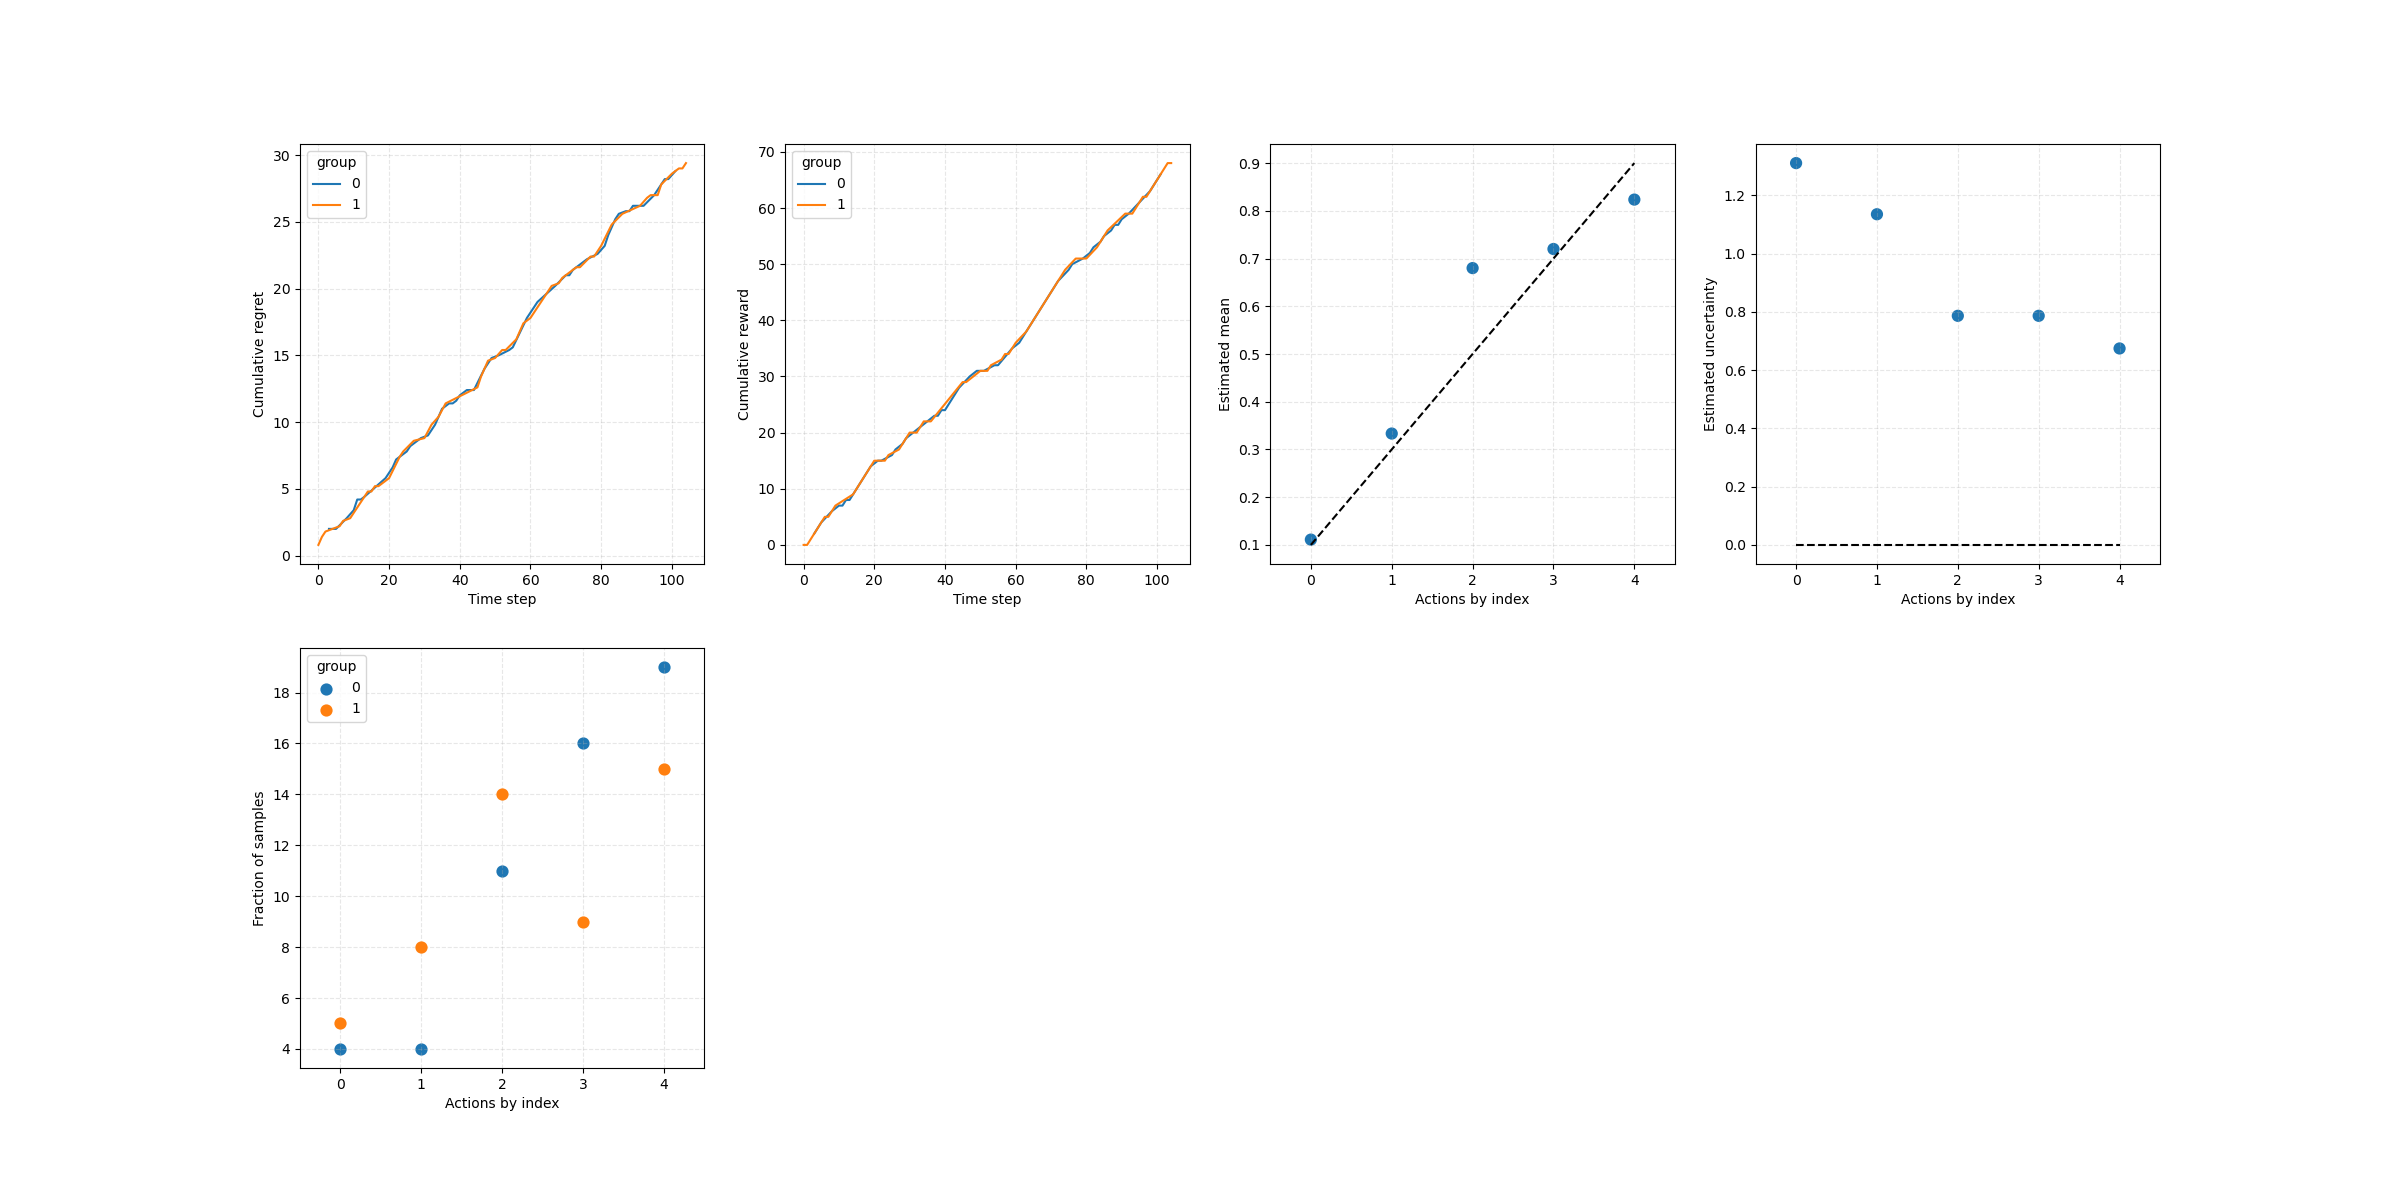 group
0
1
30
25
20
15
10
5
0
Cumulative regret
0 20 40 60 80 100
Time step
group
0
1
70
60
50
40
30
20
10
0
Cumulative reward
0 20 40 60 80 100
Time step
0.9
0.8
0.7
0.6
0.5
0.4
0.3
0.2
0.1
Estimated mean
0 1 2 3 4
Actions by index
1.2
1.0
0.8
0.6
0.4
0.2
0.0
Estimated uncertainty
0 1 2 3 4
Actions by index
group
0
1
18
16
14
12
10
8
6
4
Fraction of samples
0 1 2 3 4
Actions by index